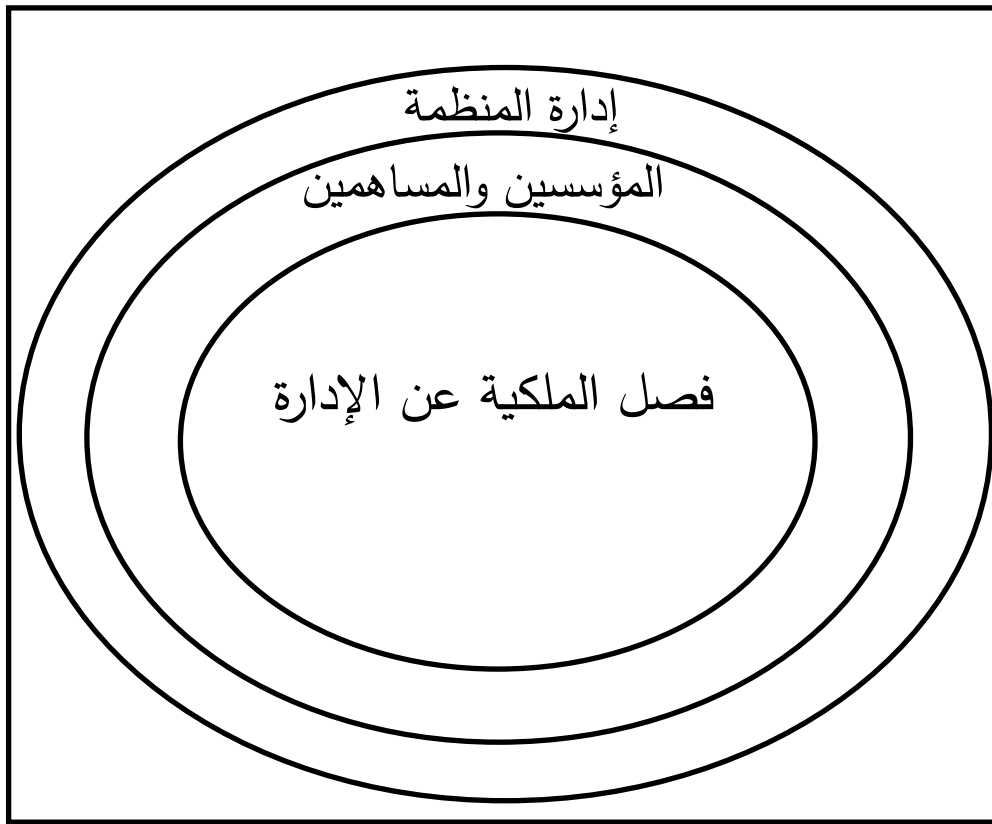 إدارة المنظمة
المؤسسين والمساهمين
فصل الملكية عن الإدارة